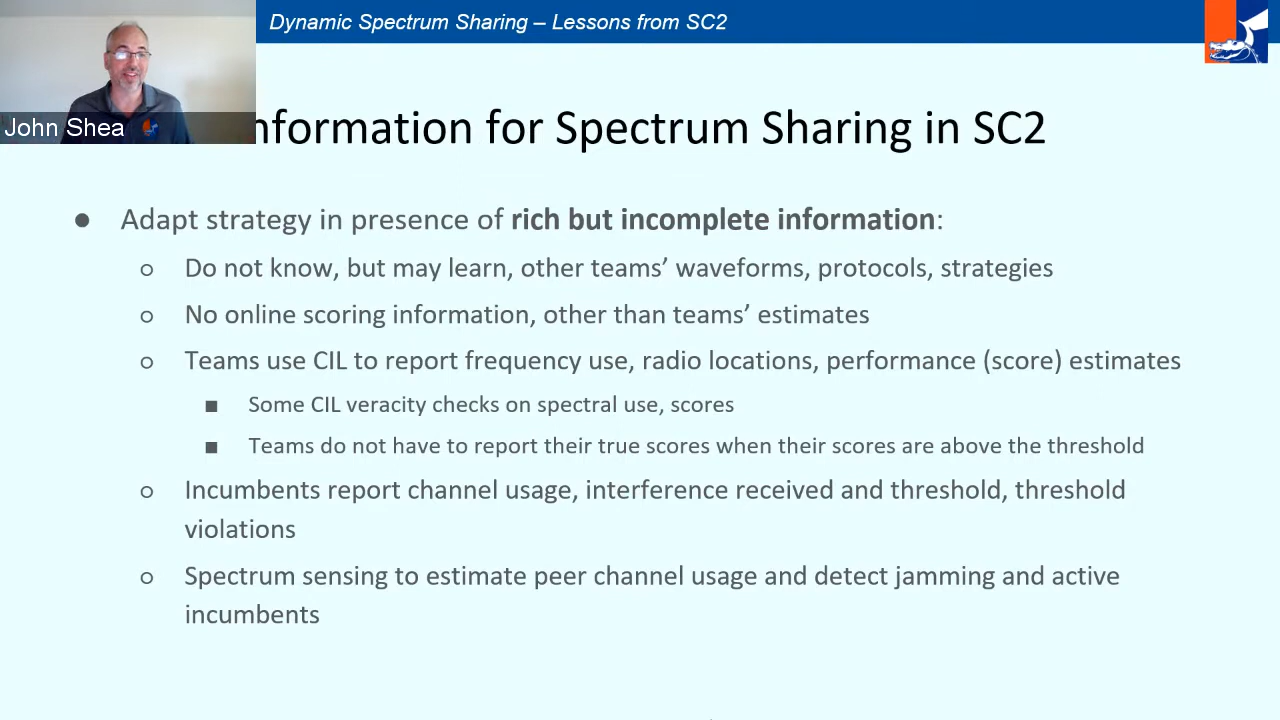 Dynamic Spectrum Sharing – Lessons from SC2
John Shea
nformation for Spectrum Sharing in SC2
● Adapt strategy in presence of rich but incomplete information:
○ Do not know, but may learn, other teams’ waveforms, protocols, strategies
○ No online scoring information, other than teams’ estimates
○ Teams use CIL to report frequency use, radio locations, performance (score) estimates
■ Some CIL veracity checks on spectral use, scores
■ Teams do not have to report their true scores when their scores are above the threshold
○ Incumbents report channel usage, interference received and threshold, threshold
violations
○ Spectrum sensing to estimate peer channel usage and detect jamming and active
incumbents